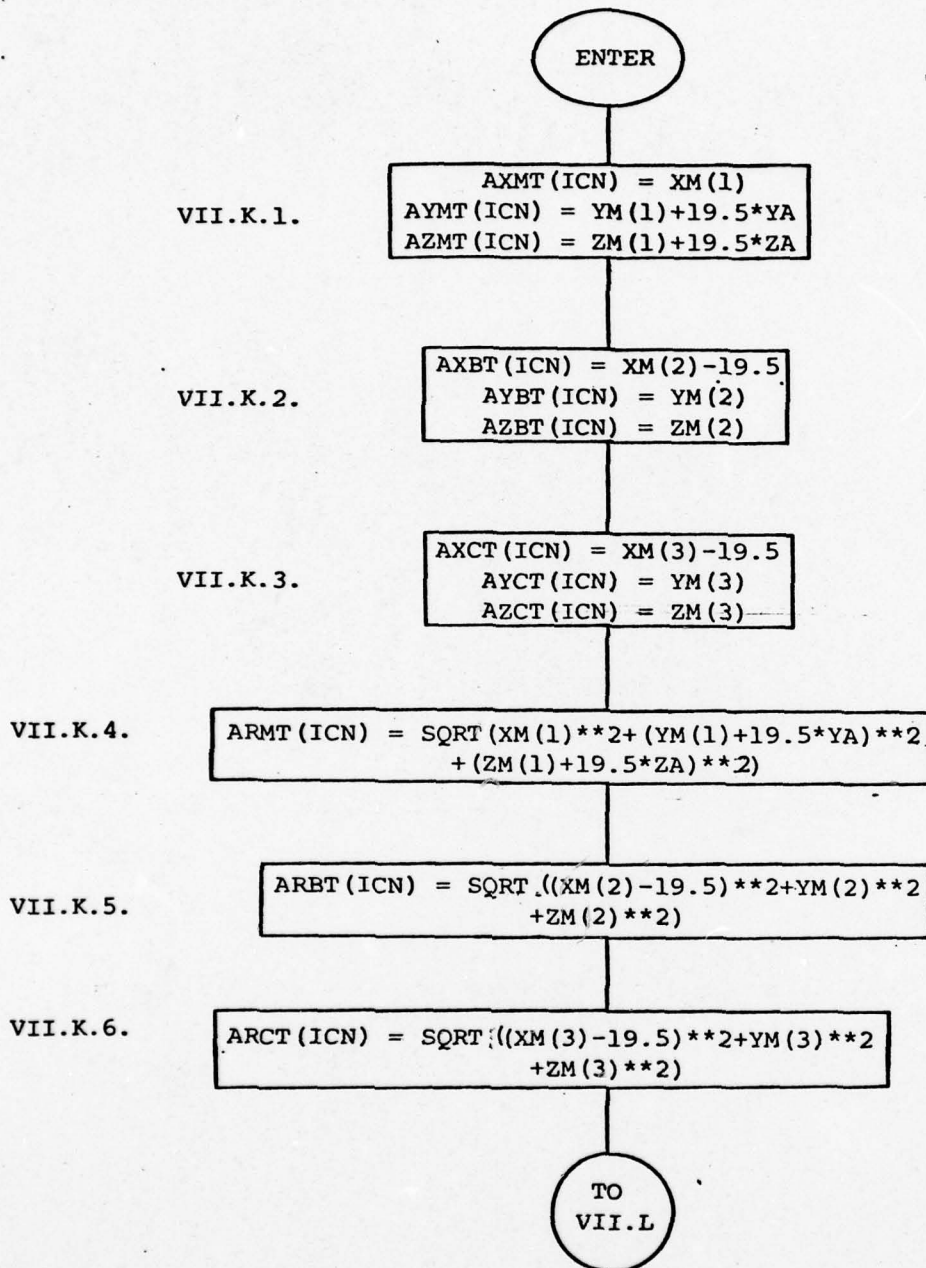 ENTER
VII.K.1.
AXMT(ICN) = XM(1)
AYMT(ICN) = YM(1)+19.5*YA
AZMT(ICN) = ZM(1)+19.5*ZA
VII.K.2.
AXBT(ICN) = XM(2)-19.5
AYBT(ICN) = YM(2)
AZBT(ICN) = ZM(2)
VII.K.3.
AXCT(ICN) = XM(3)-19.5
AYCT(ICN) = YM(3)
AZCT(ICN) = ZM(3)
VII.K.4.
ARMT(ICN) = SQRT(XM(1)**2+(YM(1)+19.5*YA)**2
+(ZM(1)+19.5*ZA)**2)
VII.K.5.
ARBT(ICN) = SQRT((XM(2)-19.5)**2+YM(2)**2
+ZM(2)**2)
VII.K.6.
ARCT(ICN) = SQRT((XM(3)-19.5)**2+YM(3)**2
+ZM(3)**2)
TO
VII.L